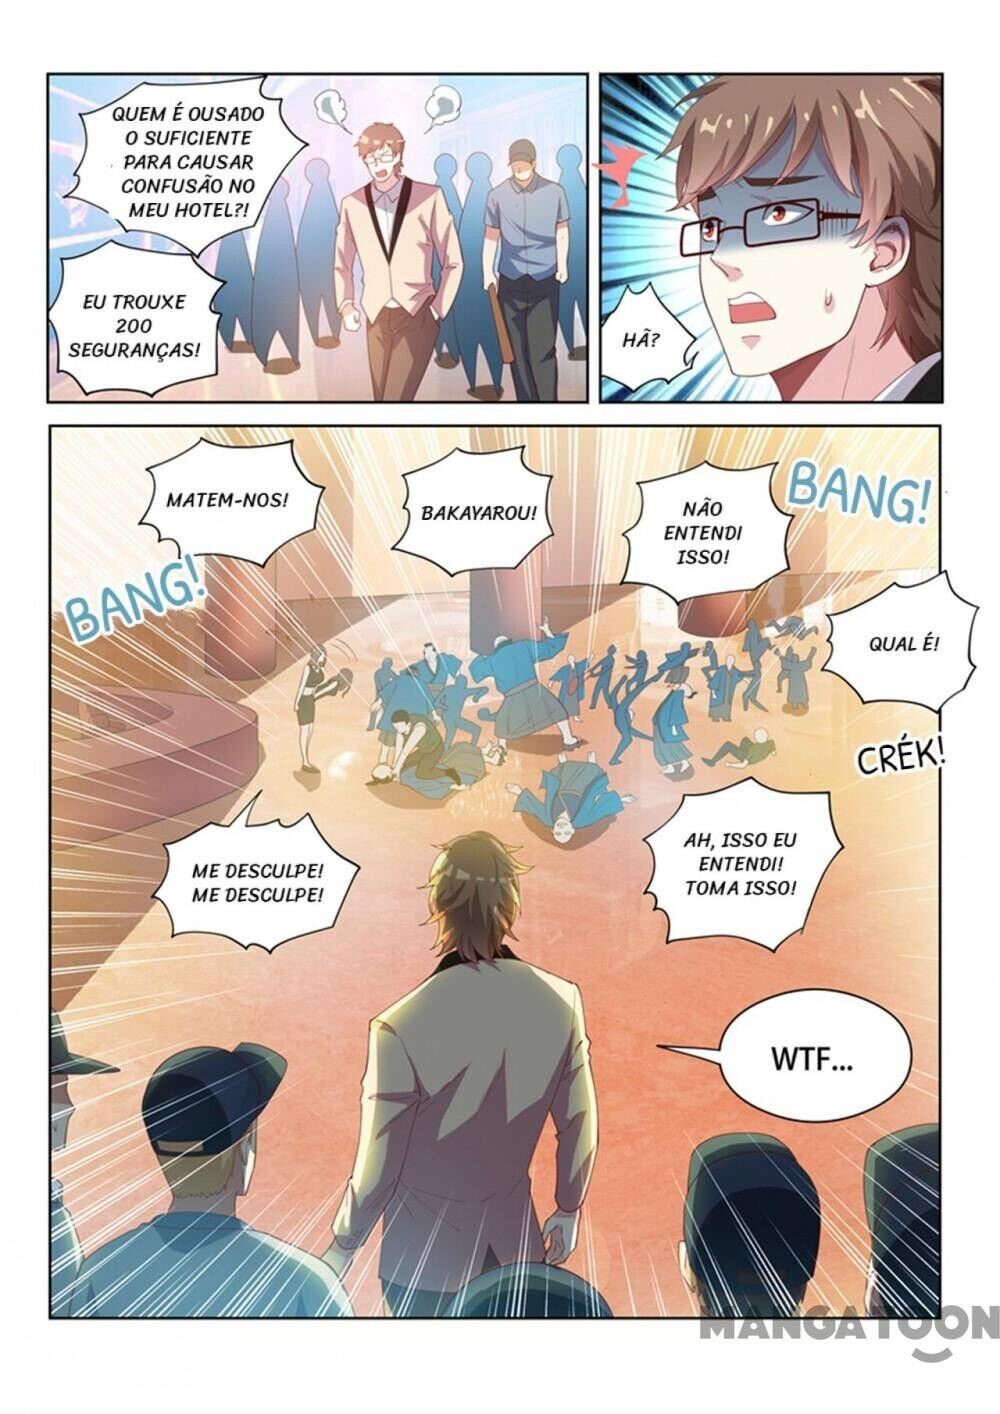 QUEM É OUSADO
O SUFICIENTE
PARA CAUSAR
CONFUSÃO NO
MEU HOTEL?!
EU TROUXE
200
SEGURANÇAS!
HÃ?
MATEM-NOS!
BAKAYAROU!
NÃO
ENTENDI
ISSO!
BANG!
BANG!
QUAL É!
CRÉK!
ME DESCULPE!
ME DESCULPE!
AH, ISSO EU
ENTENDI!
TOMA ISSO!
WTF...
MANGATOON